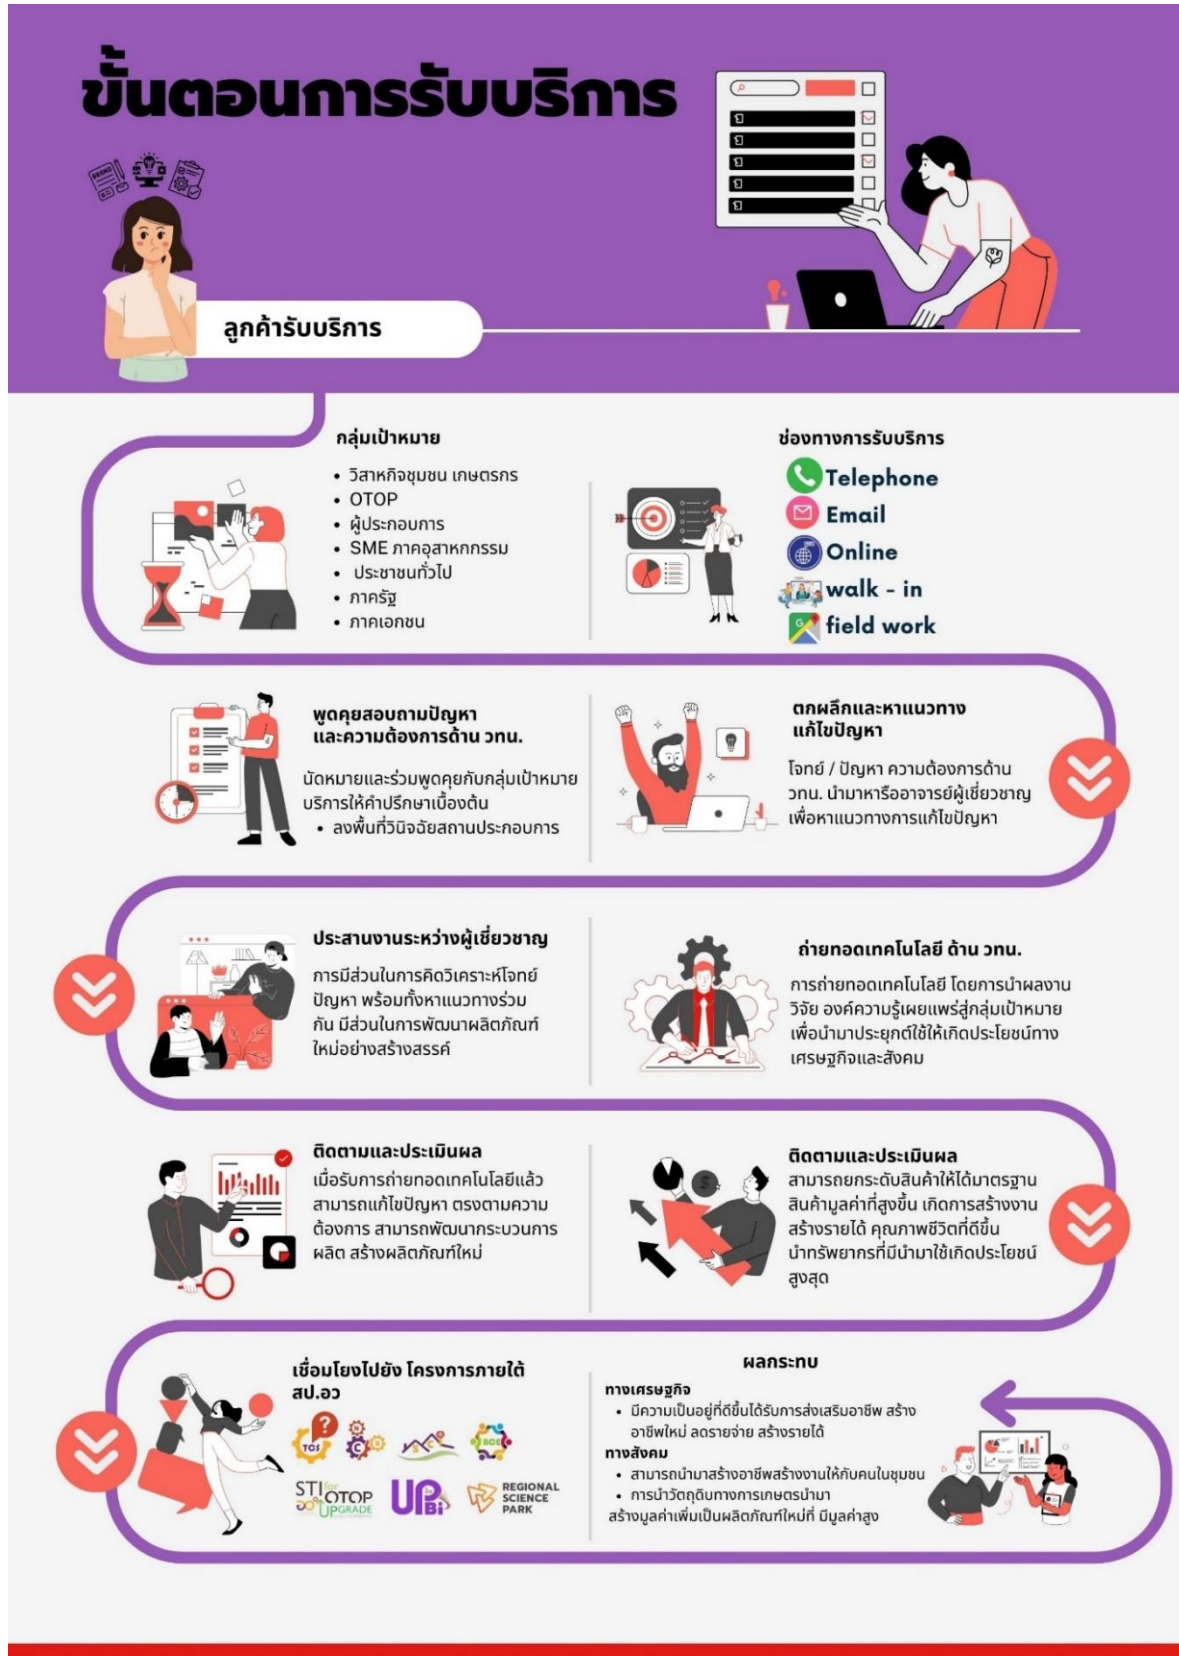 ขั้นตอนการรับบริการ
BRAND
ลูกค้ารับบริการ
กลุ่มเป้าหมาย
• วิสาหกิจชุมชน เกษตรกร
• OTOP
• ผู้ประกอบการ
• SME ภาคอุสาหกกรรม
• ประชาชนทั่วไป
• ภาครัฐ
• ภาคเอกชน
ช่องทางการรับบริการ
Telephone
Email
Online
walk - in
field work
พูดคุยสอบถามปัญหา
และความต้องการด้าน วทน.
นัดหมายและร่วมพูดคุยกับกลุ่มเป้าหมาย
บริการให้คำปรึกษาเบื้องต้น
• ลงพื้นที่วินิจฉัยสถานประกอบการ
ตกผลึกและหาแนวทาง
แก้ไขปัญหา
โจทย์ / ปัญหา ความต้องการด้าน
วทน. นำมาหารืออาจารย์ผู้เชี่ยวชาญ
เพื่อหาแนวทางการแก้ไขปัญหา
ประสานงานระหว่างผู้เชี่ยวชาญ
การมีส่วนในการคิดวิเคราะห์โจทย์
ปัญหา พร้อมทั้งหาแนวทางร่วม
กัน มีส่วนในการพัฒนาผลิตภัณฑ์
ใหม่อย่างสร้างสรรค์
ถ่ายทอดเทคโนโลยี ด้าน วทน.
การถ่ายทอดเทคโนโลยี โดยการนำผลงาน
วิจัย องค์ความรู้เผยแพร่สู่กลุ่มเป้าหมาย
เพื่อนำมาประยุกต์ใช้ให้เกิดประโยชน์ทาง
เศรษฐกิจและสังคม
ติดตามและประเมินผล
เมื่อรับการถ่ายทอดเทคโนโลยีแล้ว
สามารถแก้ไขปัญหา ตรงตามความ
ต้องการ สามารถพัฒนากระบวนการ
ผลิต สร้างผลิตภัณฑ์ใหม่
ติดตามและประเมินผล
สามารถยกระดับสินค้าให้ได้มาตรฐาน
สินค้ามูลค่าที่สูงขึ้น เกิดการสร้างงาน
สร้างรายได้ คุณภาพชีวิตที่ดีขึ้น
นำทรัพยากรที่มีนำมาใช้เกิดประโยชน์
สูงสุด
เชื่อมโยงไปยัง โครงการภายใต้
สป.อว
TCS
?
BCE
STI for
OTOP
UPGRADE
UPBi
REGIONAL
SCIENCE
PARK
ผลกระทบ
ทางเศรษฐกิจ
• มีความเป็นอยู่ที่ดีขึ้นได้รับการส่งเสริมอาชีพ สร้าง
อาชีพใหม่ ลดรายจ่าย สร้างรายได้
ทางสังคม
• สามารถนำมาสร้างอาชีพสร้างงานให้กับคนในชุมชน
• การนำวัตถุดิบทางการเกษตรนำมา
สร้างมูลค่าเพิ่มเป็นผลิตภัณฑ์ใหม่ที่ มีมูลค่าสูง